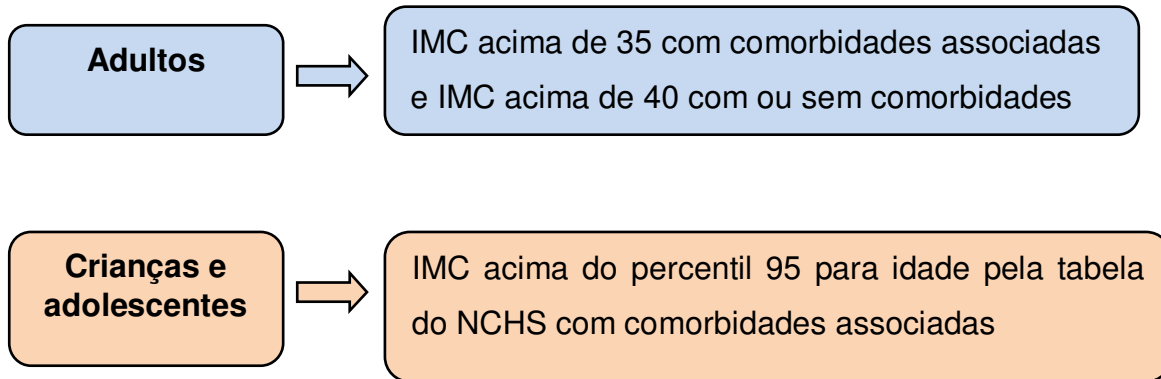 Adultos
IMC acima de 35 com comorbidades associadas
e IMC acima de 40 com ou sem comorbidades
Crianças e
adolescentes
IMC acima do percentil 95 para idade pela tabela
do NCHS com comorbidades associadas